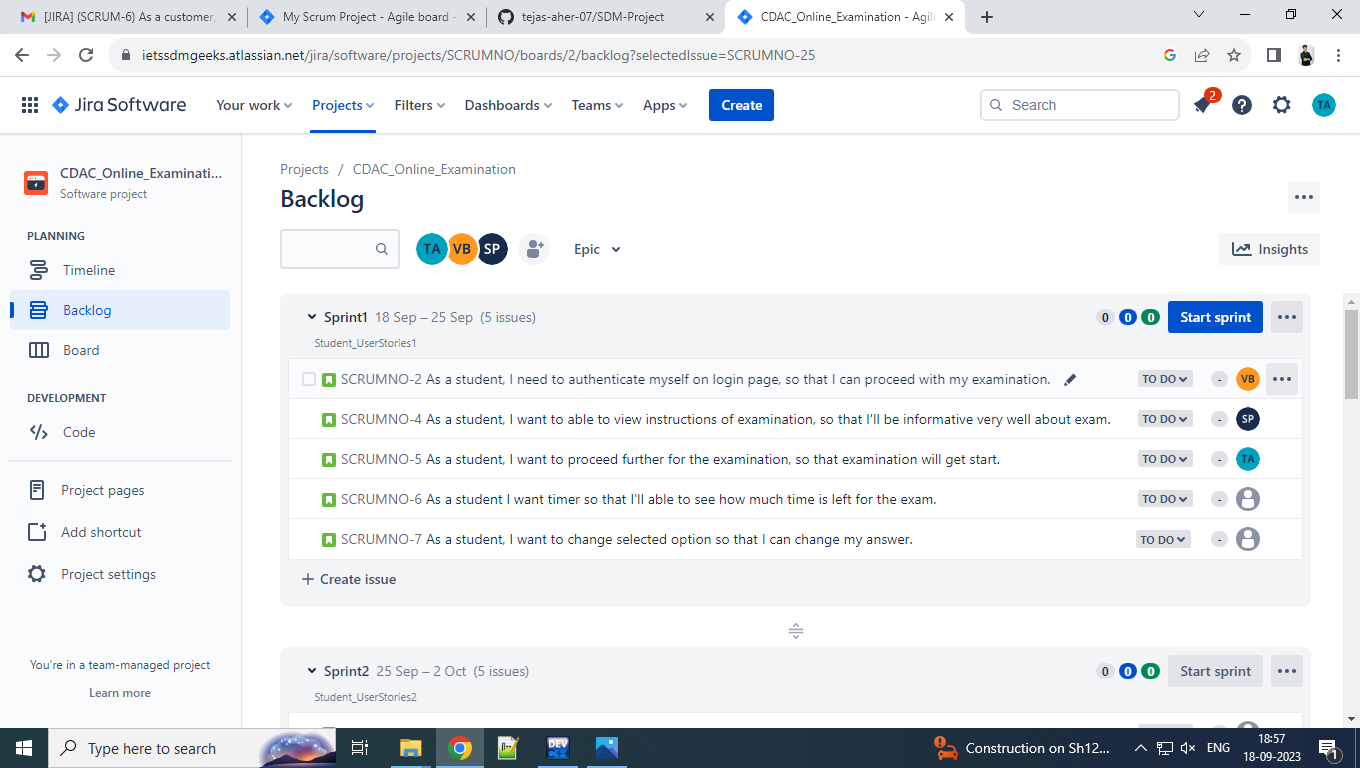 [JIRA] (SCRUM-6) As a customer,
My Scrum Project - Agile board -
tejas-aher-07/SDM-Project
CDAC_Online_Examination - Agile
ietssdmgeeks.atlassian.net/jira/software/projects/SCRUMNO/boards/2/backlog?selectedIssue=SCRUMNO-25
Jira Software
Your work
Projects
Filters
Dashboards
Teams
Apps
Create
Search
2
TA
CDAC_Online_Examinati...
Software project
PLANNING
Timeline
Backlog
Board
DEVELOPMENT
Code
Project pages
Add shortcut
Project settings
You're in a team-managed project
Learn more
Projects / CDAC_Online_Examination
Backlog
TA VB SP
Epic
Insights
Sprint1 18 Sep – 25 Sep (5 issues)
0 0 0 Start sprint
Student_UserStories1
SCRUMNO-2 As a student, I need to authenticate myself on login page, so that I can proceed with my examination. TO DO - VB
SCRUMNO-4 As a student, I want to able to view instructions of examination, so that I'll be informative very well about exam. TO DO - SP
SCRUMNO-5 As a student, I want to proceed further for the examination, so that examination will get start. TO DO - TA
SCRUMNO-6 As a student I want timer so that I'll able to see how much time is left for the exam. TO DO -
SCRUMNO-7 As a student, I want to change selected option so that I can change my answer. TO DO -
Create issue
Sprint2 25 Sep – 2 Oct (5 issues)
0 0 0 Start sprint
Student_UserStories2
Type here to search
DEV
Construction on Sh12...
ENG
18:57
18-09-2023
1